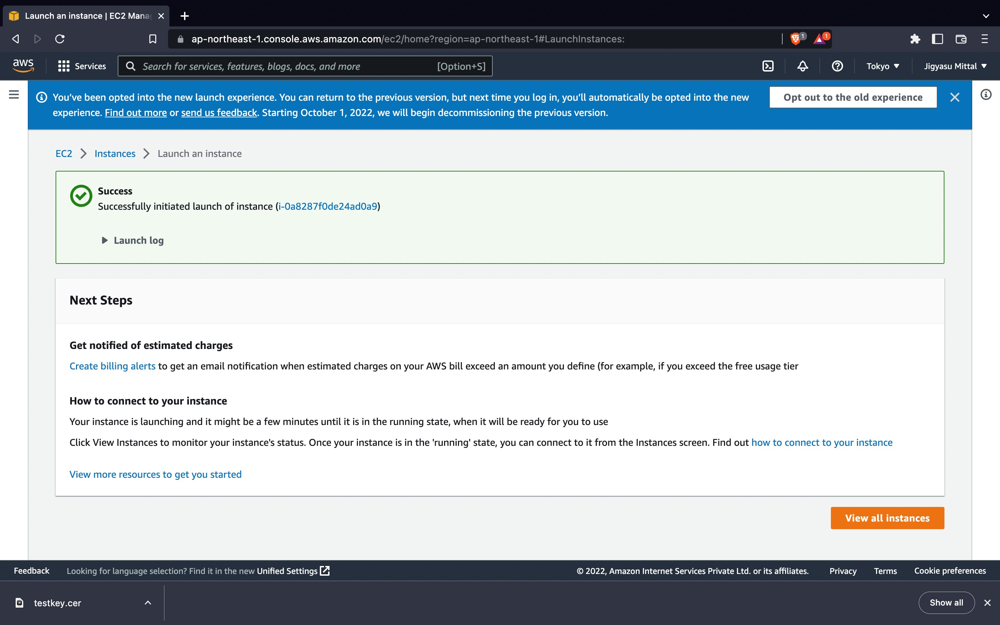 Launch an instance | EC2 Mana
ap-northeast-1.console.aws.amazon.com/ec2/home?region=ap-northeast-1#LaunchInstances:
1
1
aws
Services
Search for services, features, blogs, docs, and more
[Option+S]
Tokyo
Jigyasu Mittal
You've been opted into the new launch experience. You can return to the previous version, but next time you log in, you'll automatically be opted into the new
experience. Find out more or send us feedback. Starting October 1, 2022, we will begin decommissioning the previous version.
Opt out to the old experience
EC2 > Instances > Launch an instance
Success
Successfully initiated launch of instance (i-0a8287f0de24ad0a9)
Launch log
Next Steps
Get notified of estimated charges
Create billing alerts to get an email notification when estimated charges on your AWS bill exceed an amount you define (for example, if you exceed the free usage tier
How to connect to your instance
Your instance is launching and it might be a few minutes until it is in the running state, when it will be ready for you to use
Click View Instances to monitor your instance's status. Once your instance is in the 'running' state, you can connect to it from the Instances screen. Find out how to connect to your instance
View more resources to get you started
View all instances
Feedback
Looking for language selection? Find it in the new Unified Settings
© 2022, Amazon Internet Services Private Ltd. or its affiliates.
Privacy
Terms
Cookie preferences
testkey.cer
Show all